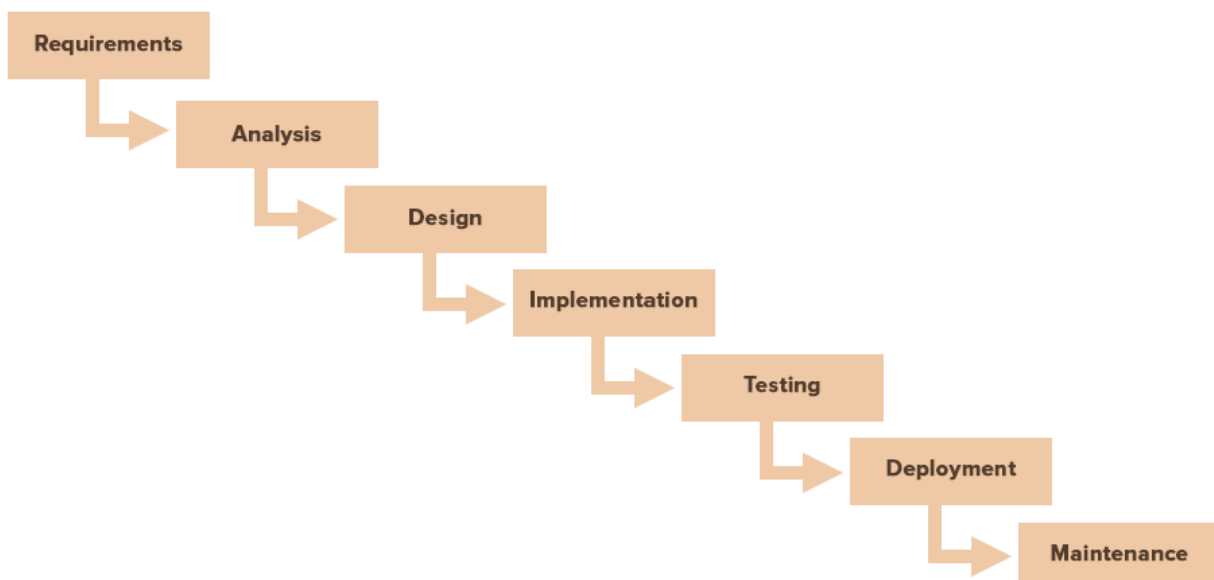 Requirements
Analysis
Design
Implementation
Testing
Deployment
Maintenance